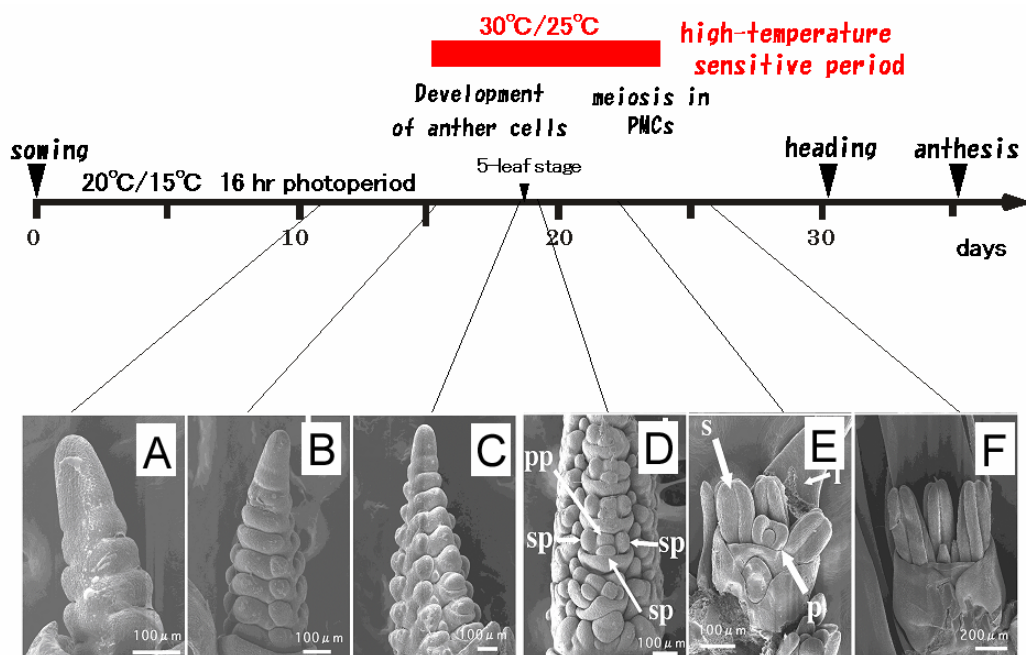 30℃/25℃
high-temperature
sensitive period
Development
of anther cells
meiosis in
PMCs
sowing
5-leaf stage
heading
anthesis
20℃/15℃ 16 hr photoperiod
0
10
20
30
days
A
B
C
D
E
F
pp
sp
sp
sp
s
l
p
100μm
100μm
100μm
100μm
100μm
200μm